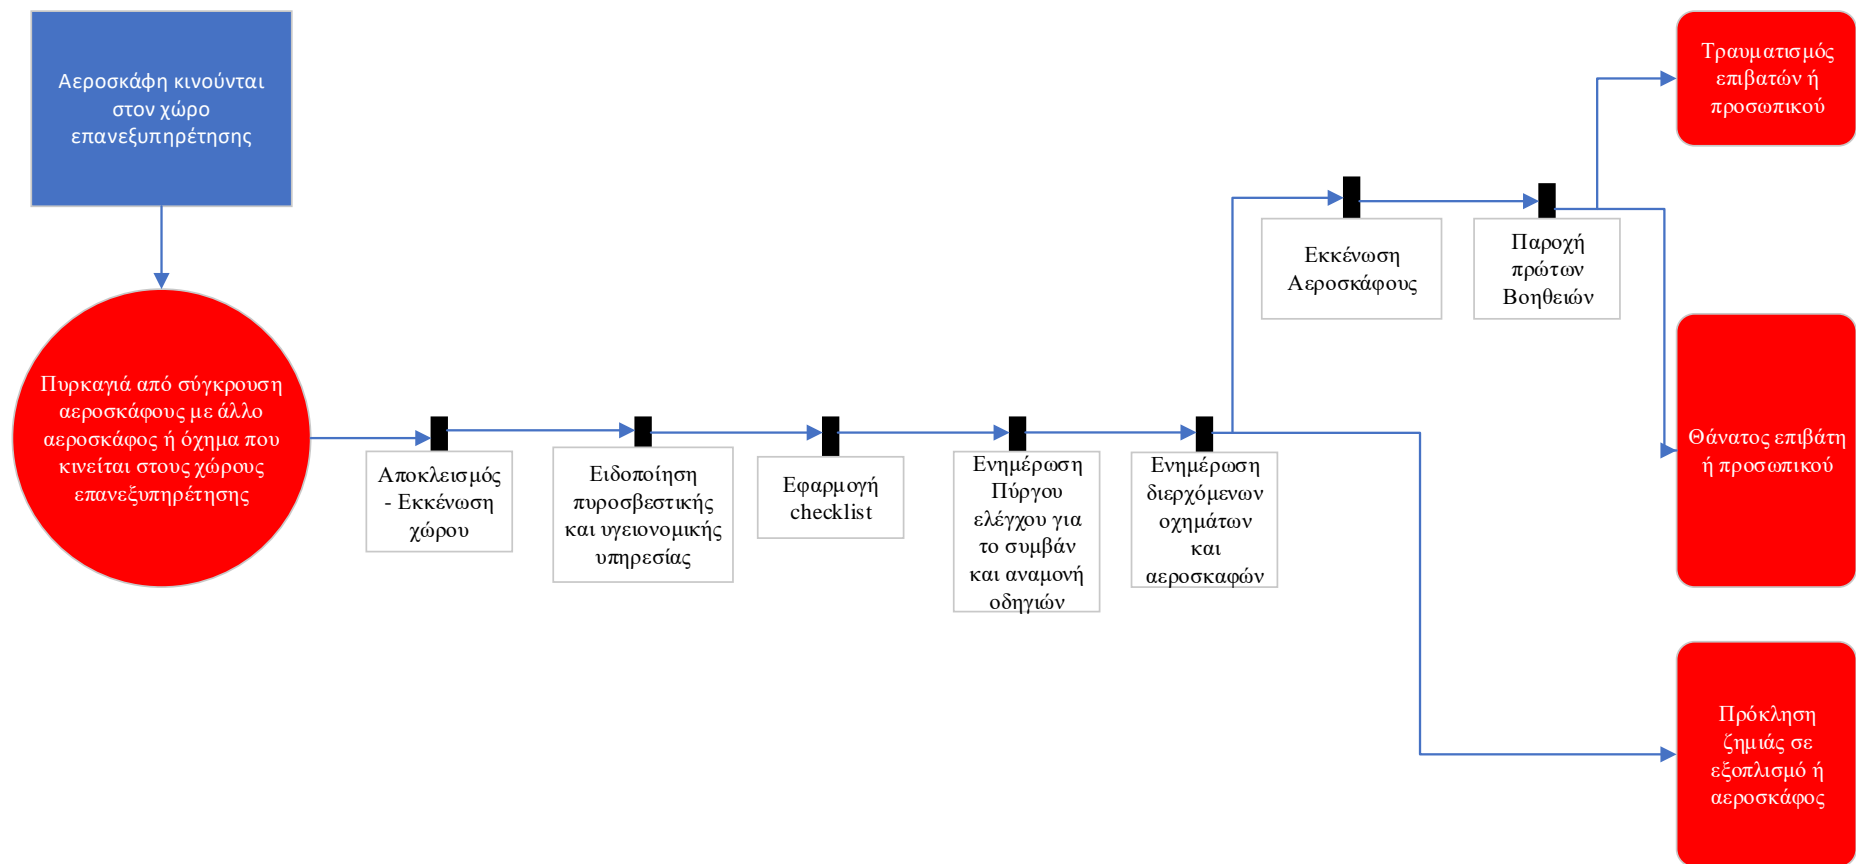 Αεροσκάφη κινούνται
στον χώρο
επανεξυπηρέτησης
Πυρκαγιά από σύγκρουση
αεροσκάφους με άλλο
αεροσκάφος ή όχημα που
κινείται στους χώρους
επανεξυπηρέτησης
Αποκλεισμός
- Εκκένωση
χώρου
Ειδοποίηση
πυροσβεστικής
και υγειονομικής
υπηρεσίας
Εφαρμογή
checklist
Ενημέρωση
Πύργου
ελέγχου για
το συμβάν
και αναμονή
οδηγιών
Ενημέρωση
διερχόμενων
οχημάτων
και
αεροσκαφών
Εκκένωση
Αεροσκάφους
Παροχή
πρώτων
Βοηθειών
Τραυματισμός
επιβατών ή
προσωπικού
Θάνατος επιβάτη
ή προσωπικού
Πρόκληση
ζημιάς σε
εξοπλισμό ή
αεροσκάφος